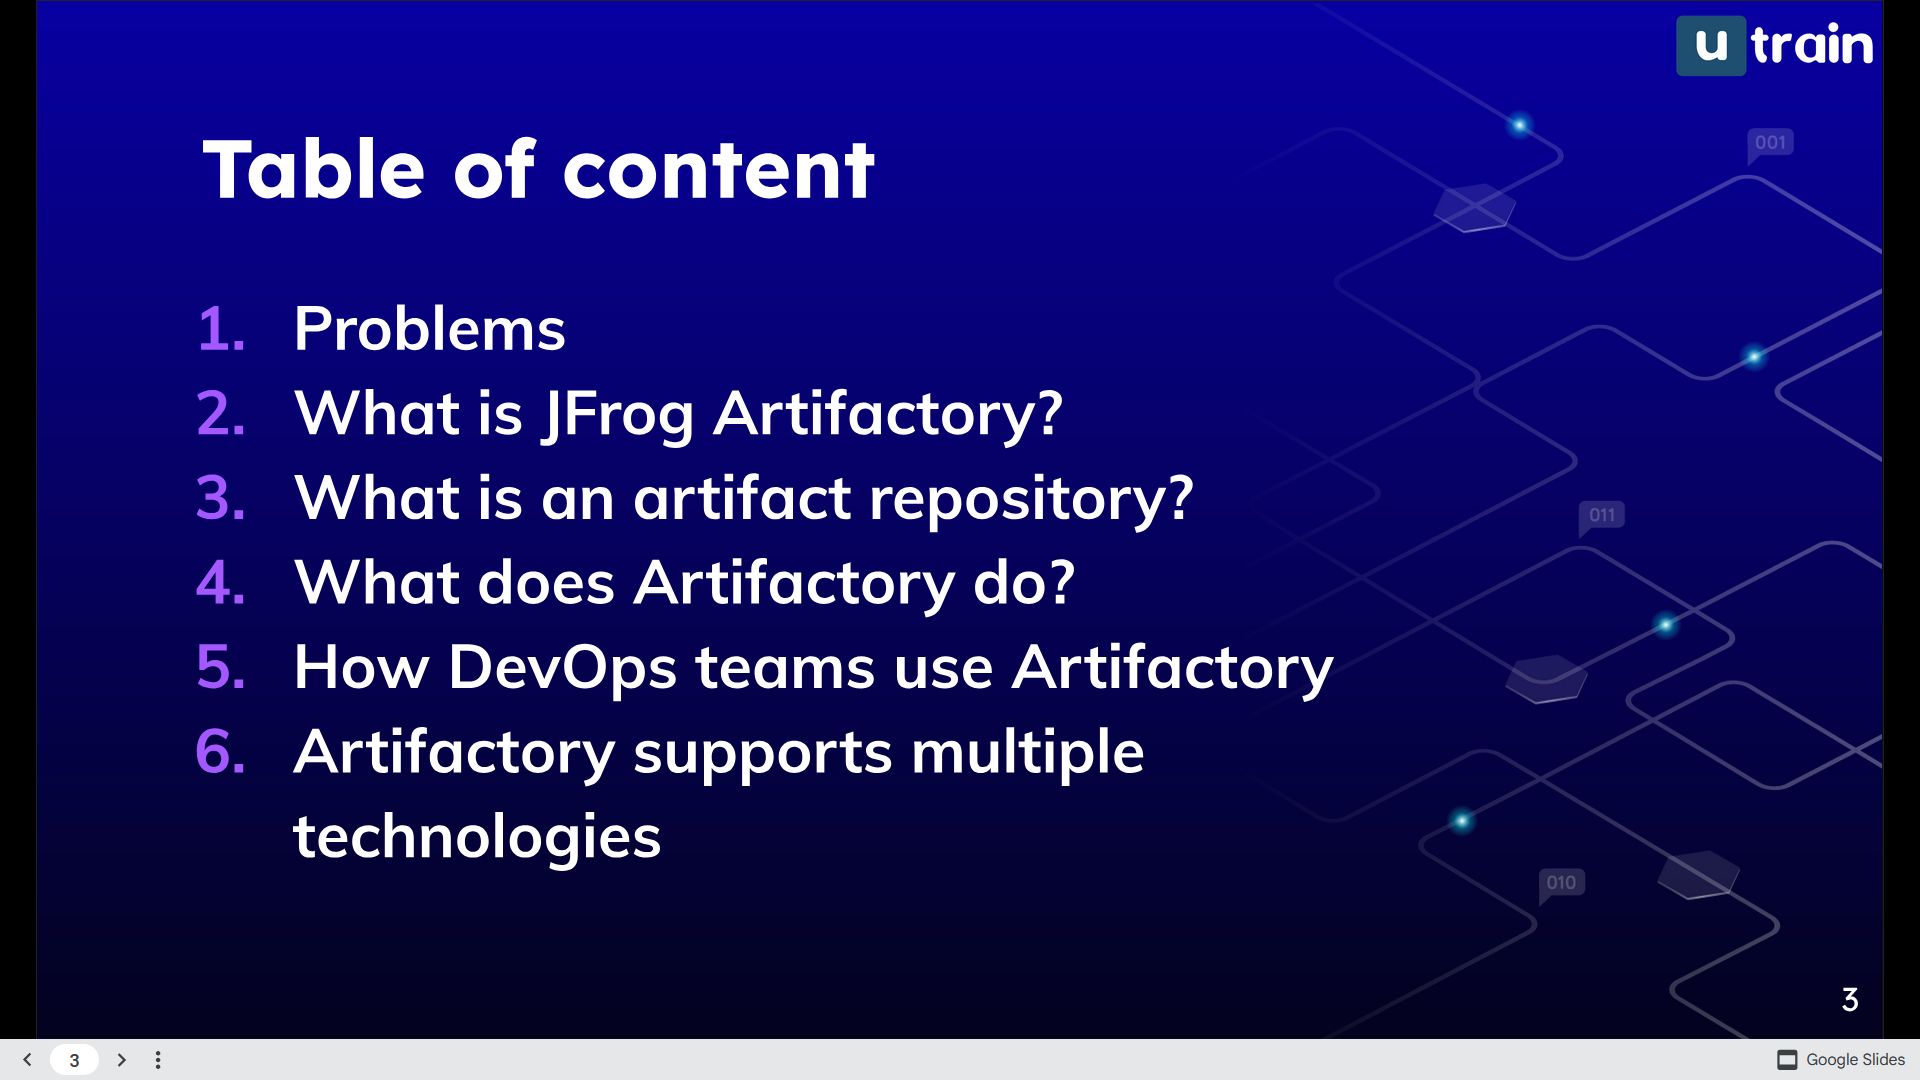 u train
Table of content
001
1. Problems
2. What is JFrog Artifactory?
3. What is an artifact repository?
011
4. What does Artifactory do?
5. How DevOps teams use Artifactory
6. Artifactory supports multiple
technologies
010
3
3
Google Slides